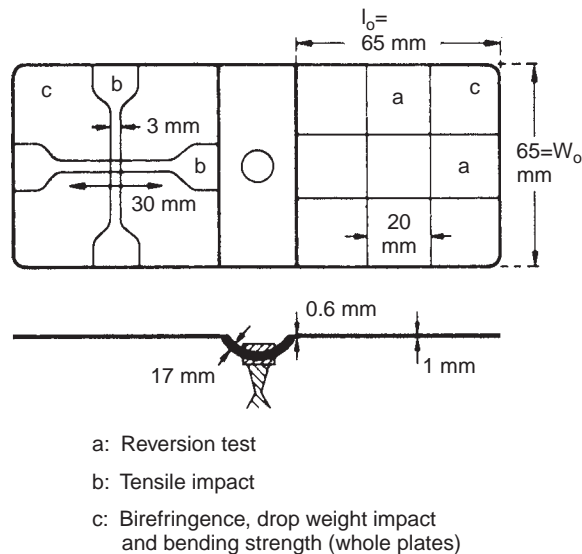 l₀=
65 mm
c
b
a
c
3 mm
65=W₀
mm
b
a
30 mm
20
mm
0.6 mm
17 mm
1 mm
a: Reversion test
b: Tensile impact
c: Birefringence, drop weight impact
and bending strength (whole plates)